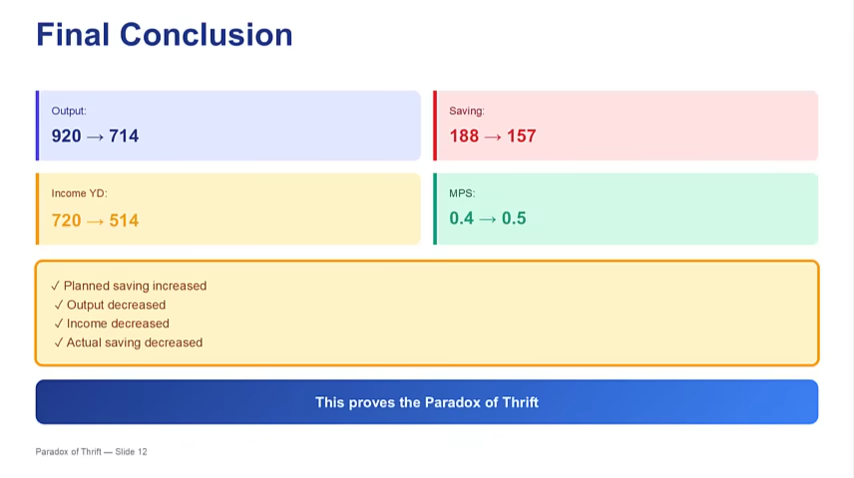 Final Conclusion
Output:
920 → 714
Saving:
188 → 157
Income YD:
720 → 514
MPS:
0.4 → 0.5
✓ Planned saving increased
✓ Output decreased
✓ Income decreased
✓ Actual saving decreased
This proves the Paradox of Thrift
Paradox of Thrift — Slide 12